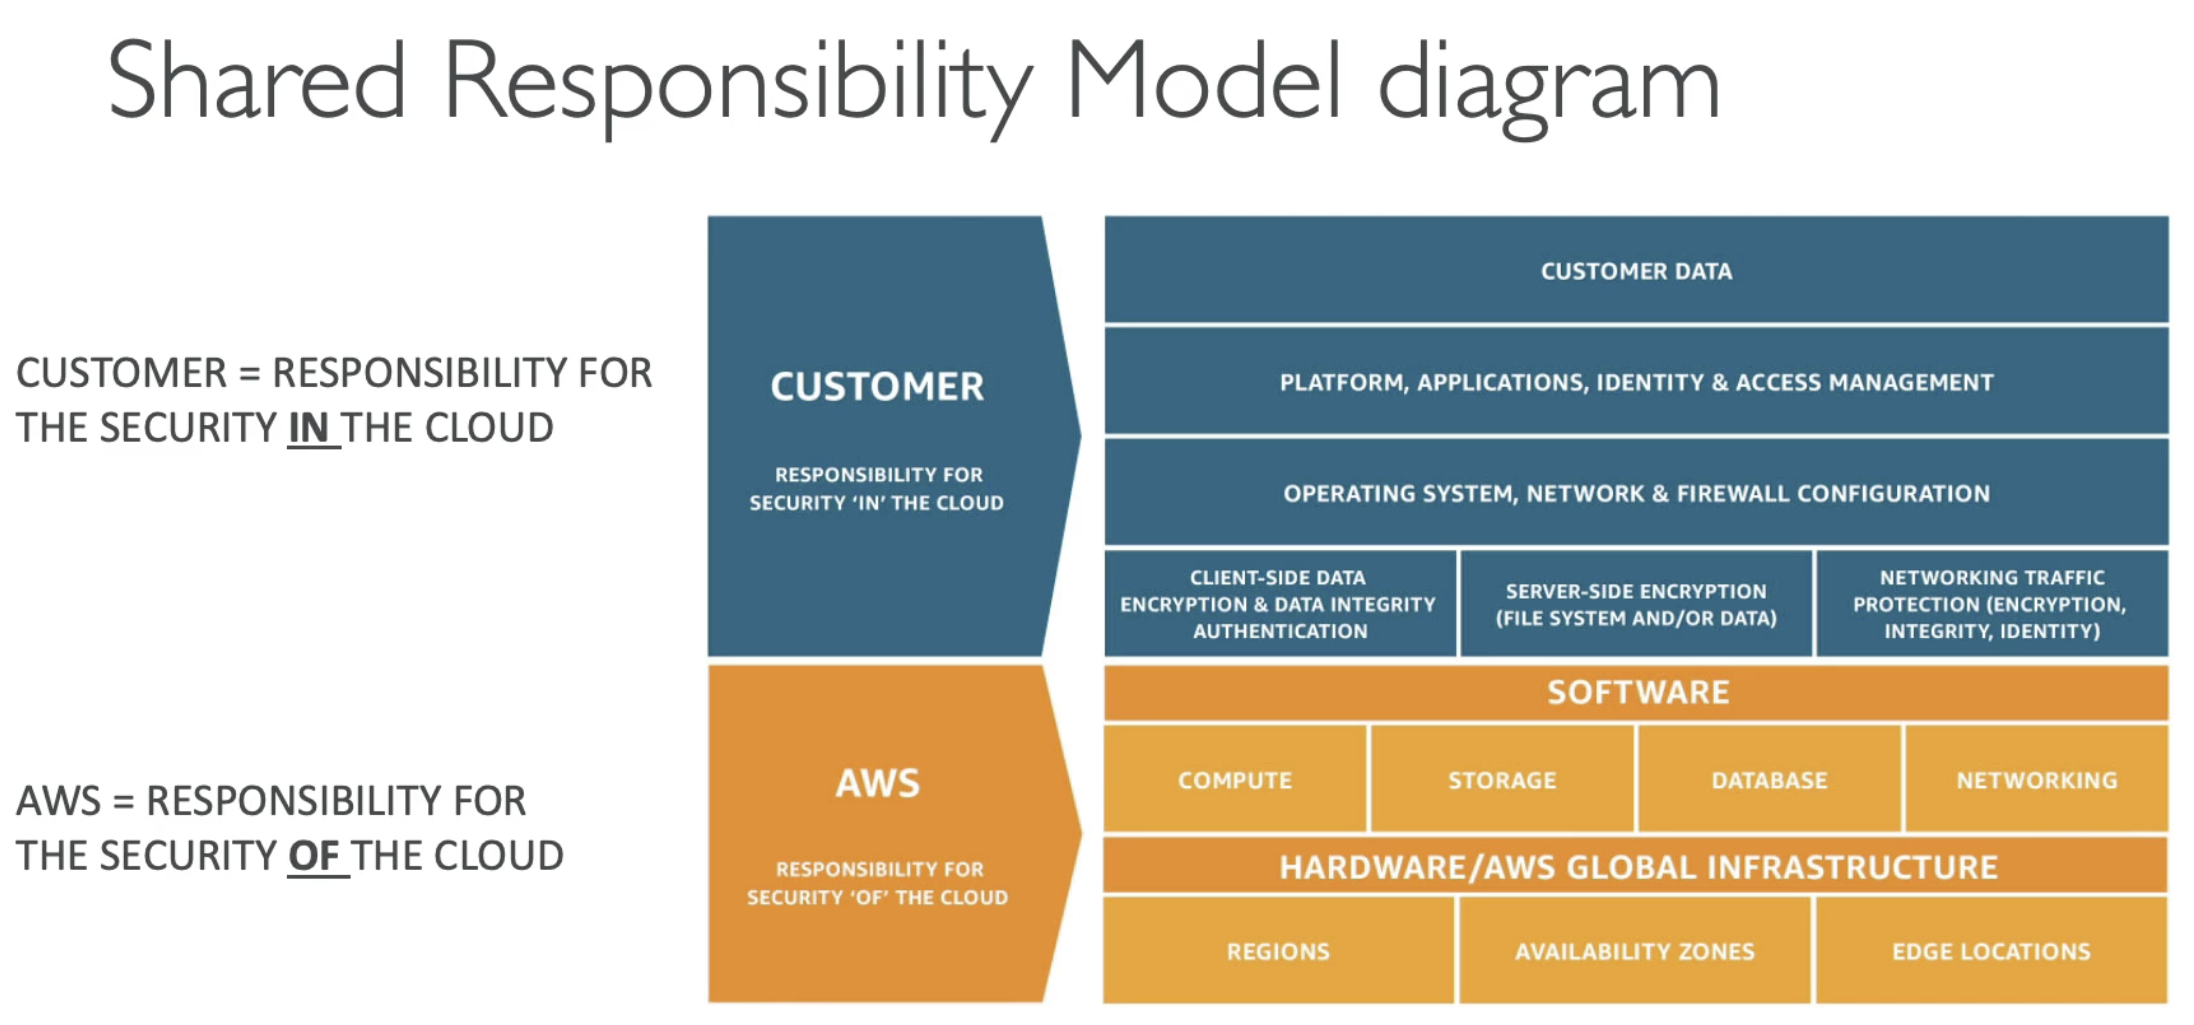 Shared Responsibility Model diagram
CUSTOMER = RESPONSIBILITY FOR
THE SECURITY IN THE CLOUD
CUSTOMER
RESPONSIBILITY FOR
SECURITY ‘IN’ THE CLOUD
CUSTOMER DATA
PLATFORM, APPLICATIONS, IDENTITY & ACCESS MANAGEMENT
OPERATING SYSTEM, NETWORK & FIREWALL CONFIGURATION
CLIENT-SIDE DATA
ENCRYPTION & DATA INTEGRITY
AUTHENTICATION
SERVER-SIDE ENCRYPTION
(FILE SYSTEM AND/OR DATA)
NETWORKING TRAFFIC
PROTECTION (ENCRYPTION,
INTEGRITY, IDENTITY)
AWS = RESPONSIBILITY FOR
THE SECURITY OF THE CLOUD
AWS
RESPONSIBILITY FOR
SECURITY ‘OF’ THE CLOUD
SOFTWARE
COMPUTE
STORAGE
DATABASE
NETWORKING
HARDWARE/AWS GLOBAL INFRASTRUCTURE
REGIONS
AVAILABILITY ZONES
EDGE LOCATIONS